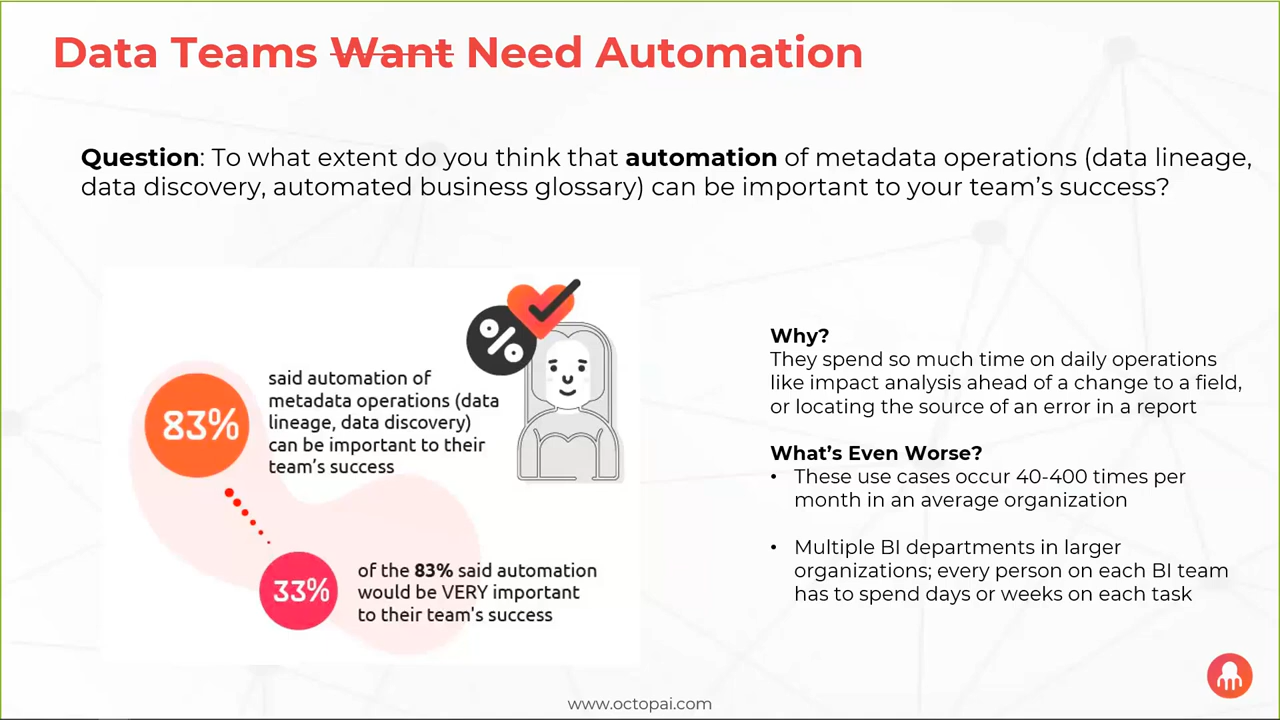 Data Teams Want Need Automation
Question: To what extent do you think that automation of metadata operations (data lineage,
data discovery, automated business glossary) can be important to your team’s success?
%
83%
said automation of
metadata operations (data
lineage, data discovery)
can be important to their
team’s success
33%
of the 83% said automation
would be VERY important
to their team's success
Why?
They spend so much time on daily operations
like impact analysis ahead of a change to a field,
or locating the source of an error in a report
What’s Even Worse?
• These use cases occur 40-400 times per
month in an average organization
• Multiple BI departments in larger
organizations; every person on each BI team
has to spend days or weeks on each task
www.octopai.com